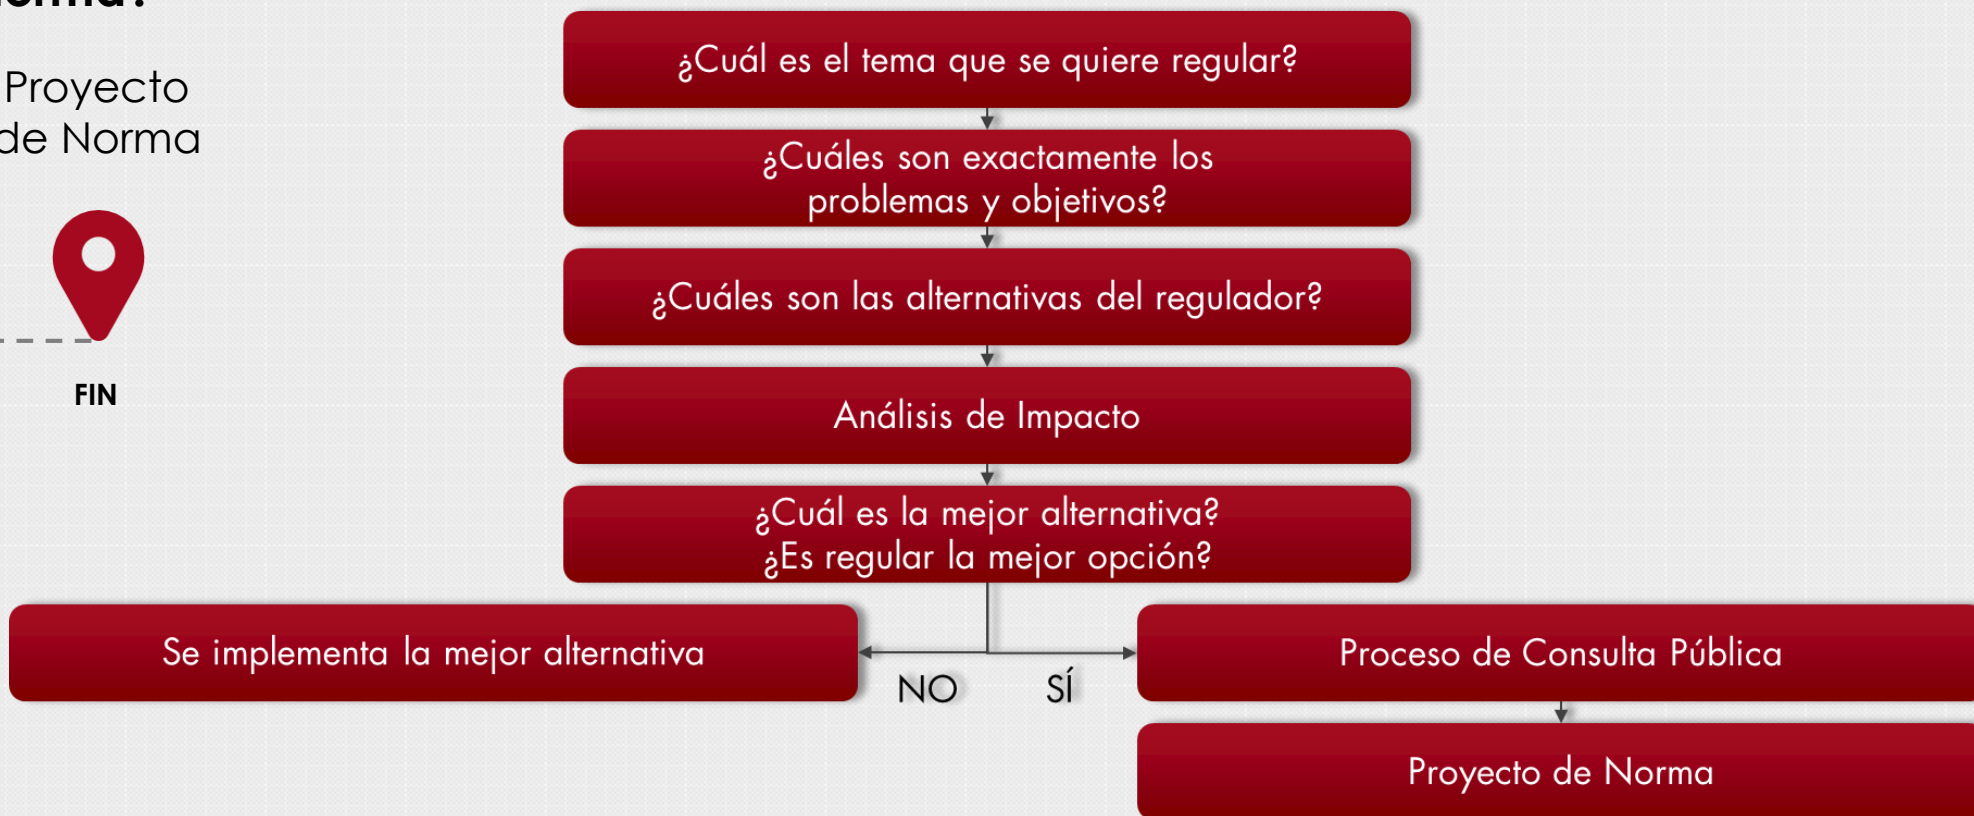 Proyecto
de Norma
FIN
¿Cuál es el tema que se quiere regular?
¿Cuáles son exactamente los
problemas y objetivos?
¿Cuáles son las alternativas del regulador?
Análisis de Impacto
¿Cuál es la mejor alternativa?
¿Es regular la mejor opción?
Se implementa la mejor alternativa
NO
SÍ
Proceso de Consulta Pública
Proyecto de Norma